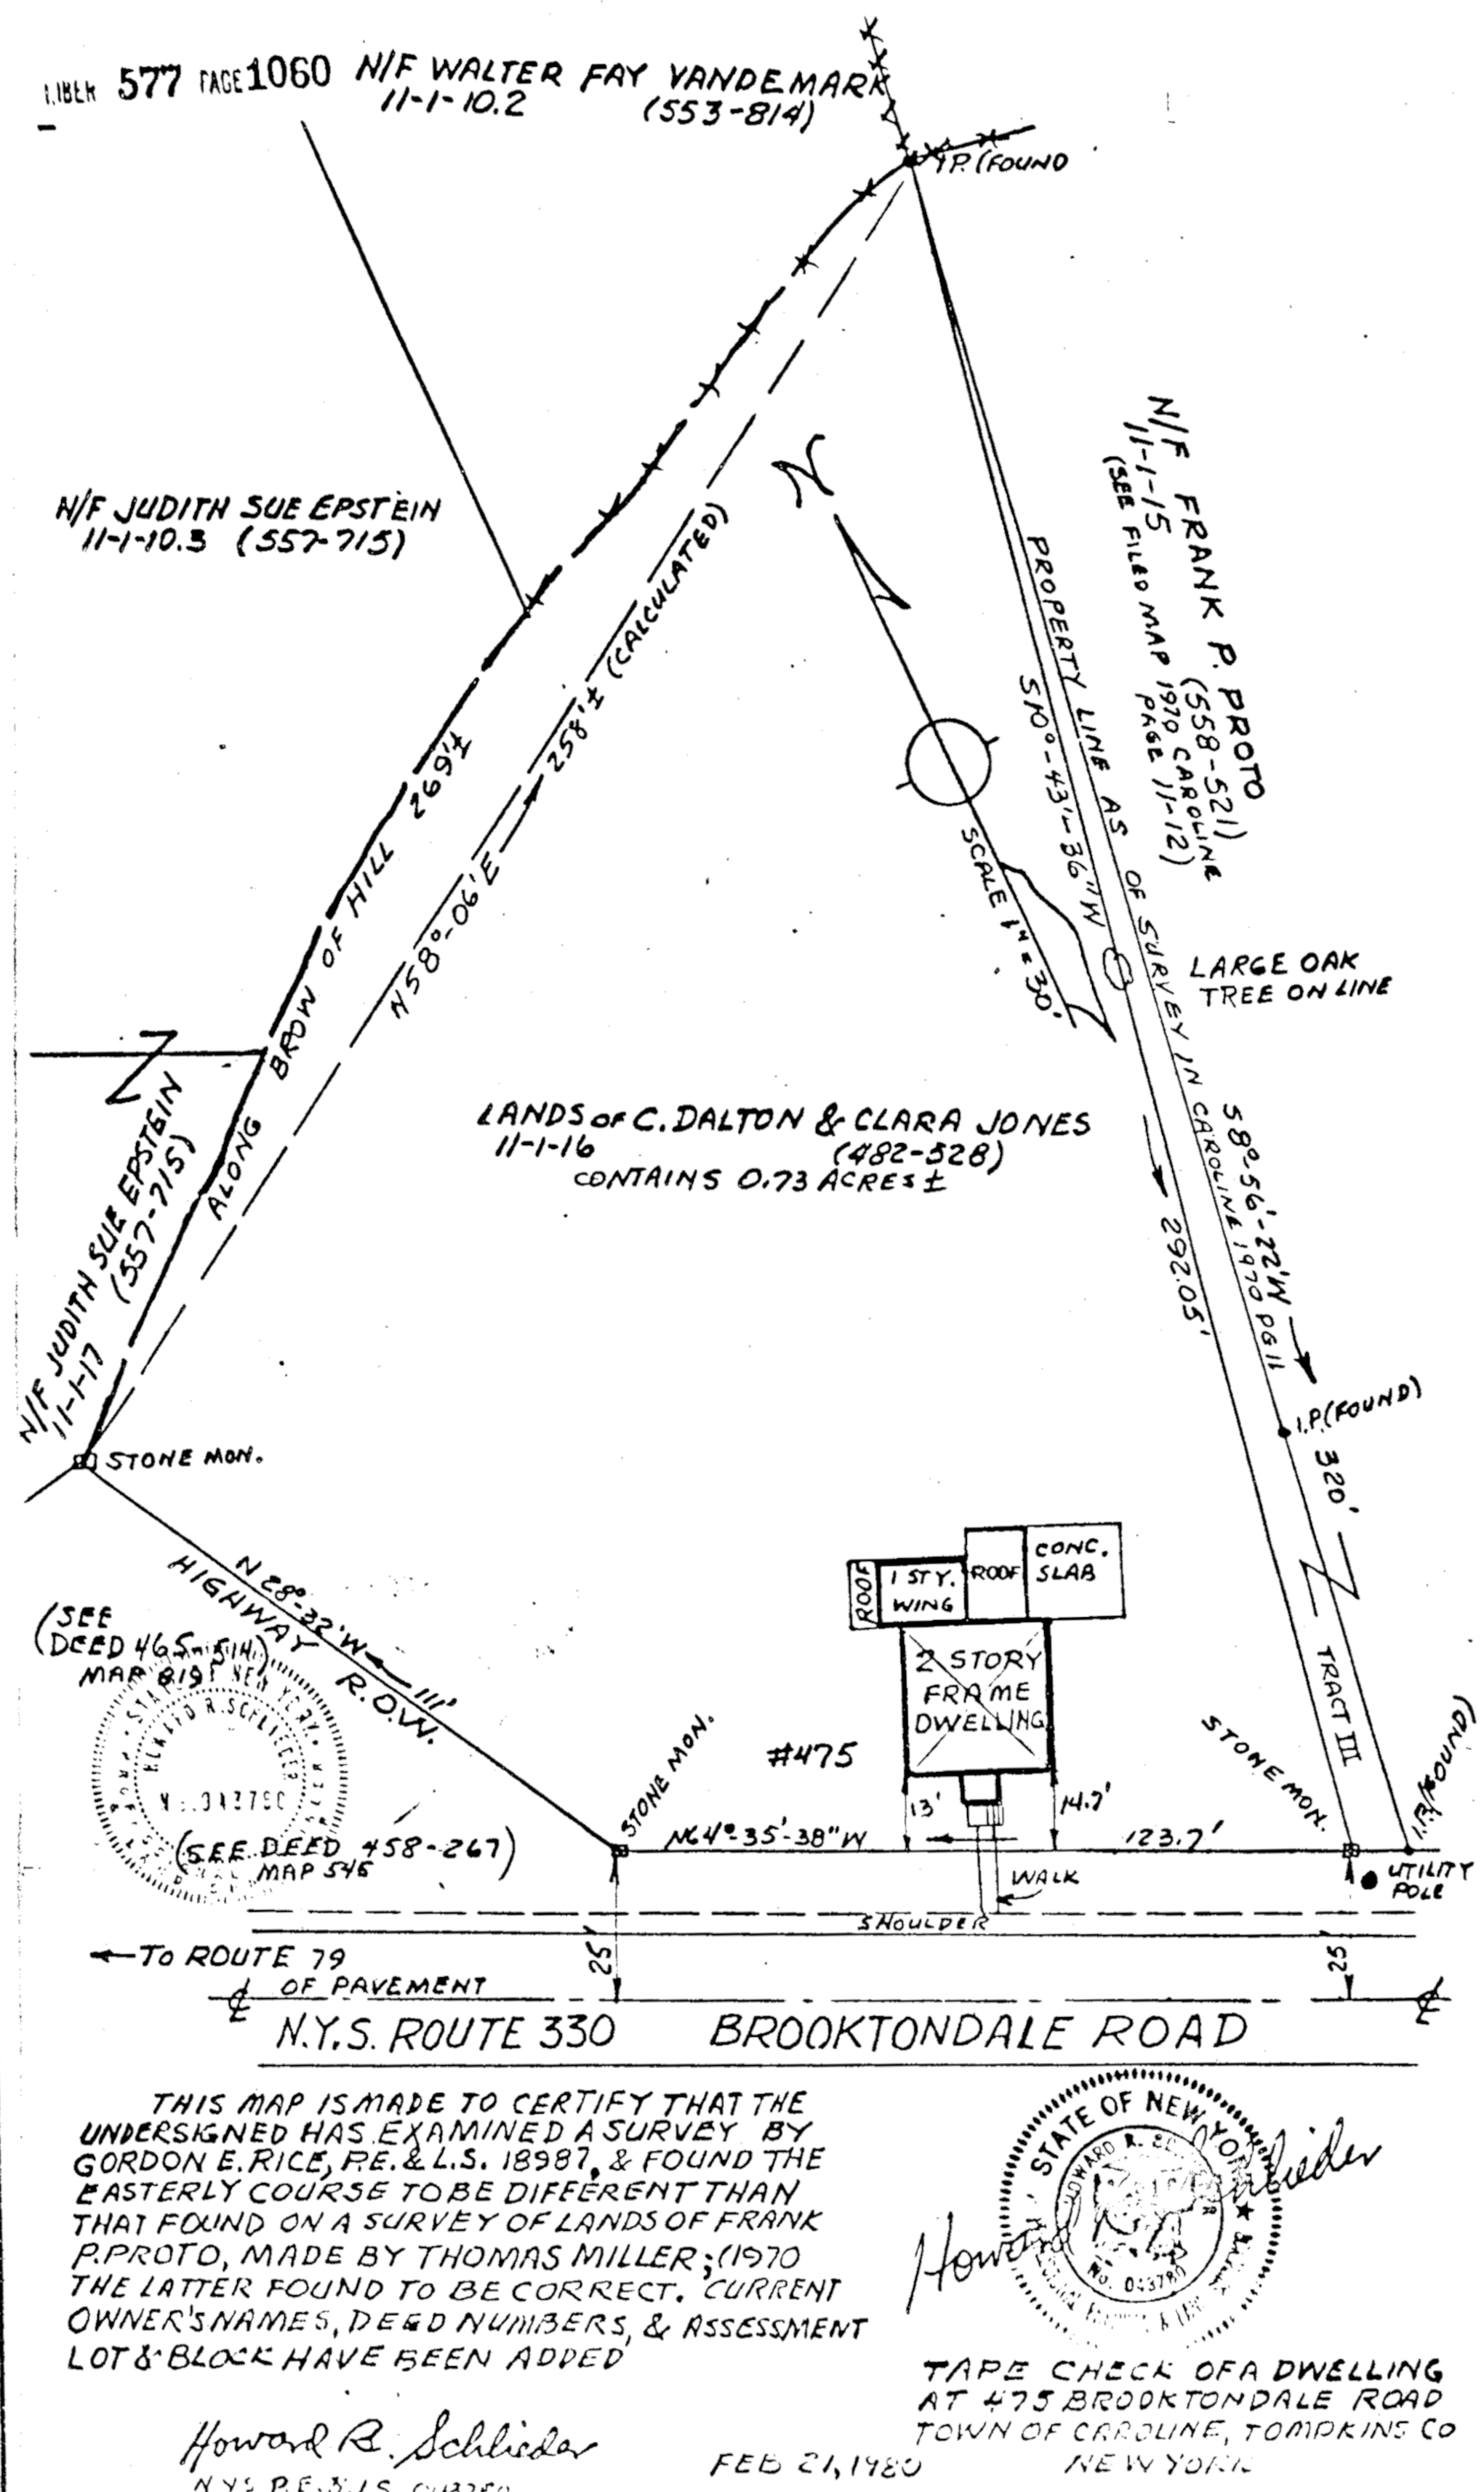 LIBER 577 PAGE 1060
N/F WALTER FAY VANDEMARK
11-1-10.2 (553-814)
I.P. (FOUND
N/F JUDITH SUE EPSTEIN
11-1-10.3 (557-715)
N
N/F FRANK P. PROTO
11-1-15 (558-521)
(SEE FILED MAP 1970 CAROLINE
PAGE 11-12)
PROPERTY LINE AS OF SURVEY IN CAROLINE 1970 PG 11
S10°-43'-36"W
292.05'
S8°-56'-22"W
320'
SCALE 1"=30'
LARGE OAK
TREE ON LINE
ALONG BROW OF HILL 269'±
N58°-06'E 258'± (CALCULATED)
LANDS OF C. DALTON & CLARA JONES
11-1-16 (482-528)
CONTAINS 0.73 ACRES ±
N/F JUDITH SUE EPSTEIN
11-1-17 (557-715)
STONE MON.
I.P. (FOUND)
N28°-32'W 111'
HIGHWAY R.O.W.
(SEE
DEED 465-514)
MAP 819
(SEE DEED 458-267)
MAP 545
ROOF
1 STY.
WING
ROOF
CONC.
SLAB
2 STORY
FRAME
DWELLING
#475
STONE MON.
13'
14.7'
N64°-35'-38"W
123.7'
WALK
TRACT III
STONE MON.
I.P. (FOUND)
UTILITY
POLE
SHOULDER
25
25
← TO ROUTE 79
℄ OF PAVEMENT
℄
N.Y.S. ROUTE 330 BROOKTONDALE ROAD
THIS MAP IS MADE TO CERTIFY THAT THE
UNDERSIGNED HAS EXAMINED A SURVEY BY
GORDON E. RICE, P.E. & L.S. 18987, & FOUND THE
EASTERLY COURSE TO BE DIFFERENT THAN
THAT FOUND ON A SURVEY OF LANDS OF FRANK
P. PROTO, MADE BY THOMAS MILLER; (1970
THE LATTER FOUND TO BE CORRECT. CURRENT
OWNER'S NAMES, DEED NUMBERS, & ASSESSMENT
LOT & BLOCK HAVE BEEN ADDED
Howard R. Schlieder
STATE OF NEW YORK
HOWARD R.
No. 043780
Howard R. Schlieder
TAPE CHECK OF A DWELLING
AT 475 BROOKTONDALE ROAD
TOWN OF CAROLINE, TOMPKINS CO
NEW YORK
FEB 21, 1980